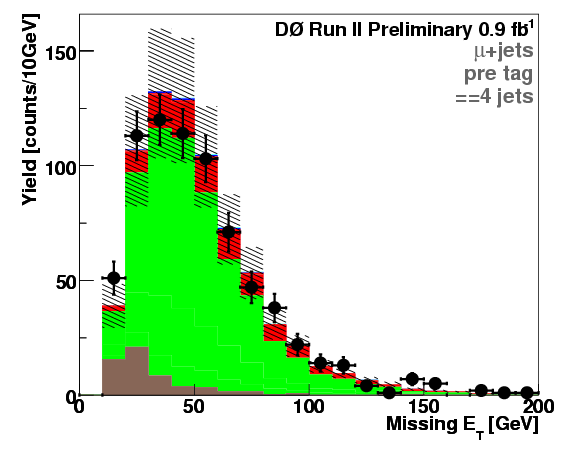 DØ Run II Preliminary 0.9 fb-1
μ+jets
pre tag
==4 jets
Yield [counts/10GeV]
150
100
50
0
0 50 100 150 200
Missing ET [GeV]